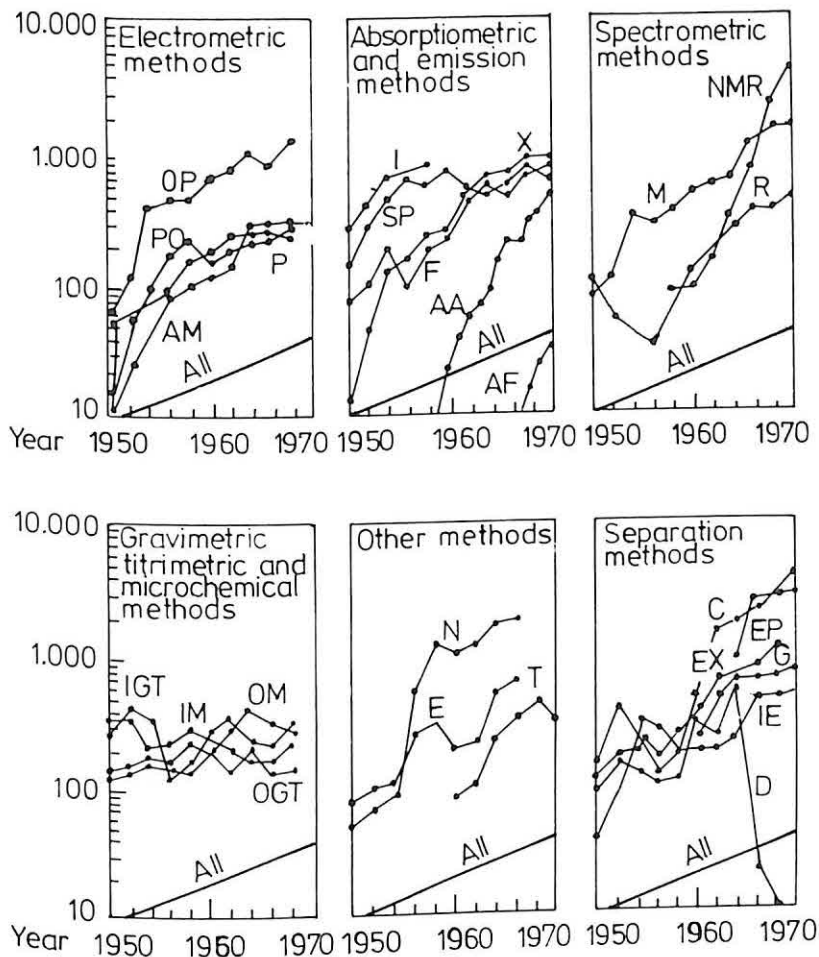 10.000
1.000
100
10
Electrometric
methods
OP
PO
P
AM
All
Absorptiometric
and emission
methods
I
X
SP
F
AA
All
AF
Spectrometric
methods
NMR
M
R
All
Year 1950 1960 1970
1950 1960 1970
1950 1960 1970
10.000
1.000
100
10
Gravimetric
titrimetric and
microchemical
methods
IGT
IM
OM
OGT
All
Other methods
N
E
T
All
Separation
methods
C
EP
EX
G
IE
D
All
Year 1950 1960 1970
1950 1960 1970
1950 1960 1970